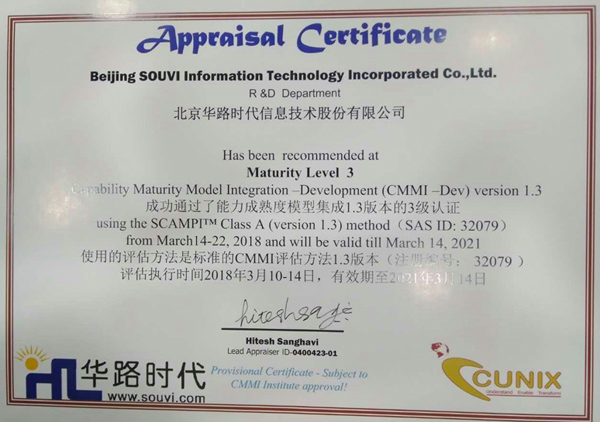 Appraisal Certificate
Beijing SOUVI Information Technology Incorporated Co.,Ltd.
R &D Department
北京华路时代信息技术股份有限公司
Has been recommended at
Maturity Level 3
Capability Maturity Model Integration –Development (CMMI –Dev) version 1.3
成功通过了能力成熟度模型集成1.3版本的3级认证
using the SCAMPI™ Class A (version 1.3) method（SAS ID: 32079）
from March14-22, 2018 and will be valid till March 14, 2021
使用的评估方法是标准的CMMI评估方法1.3版本（注册编号： 32079 ）
评估执行时间2018年3月10-14日，有效期至2021年3月14日
Hitesh Sanghavi
Lead Appraiser ID-0400423-01
华路时代
www.souvi.com
Provisional Certificate - Subject to
CMMI Institute approval!
CUNIX
Understand Enable Transform